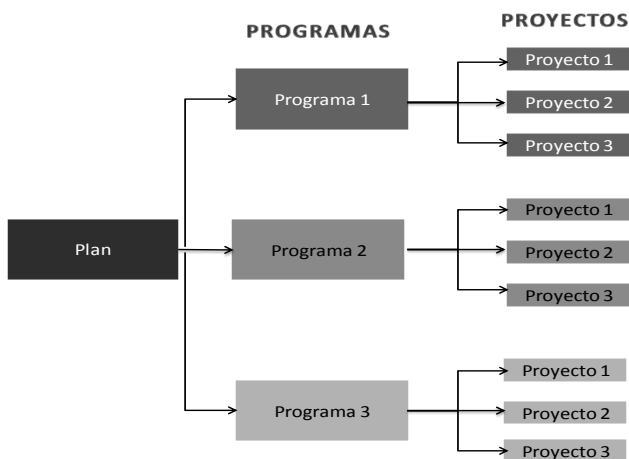 PROGRAMAS
PROYECTOS
Plan
Programa 1
Proyecto 1
Proyecto 2
Proyecto 3
Programa 2
Proyecto 1
Proyecto 2
Proyecto 3
Programa 3
Proyecto 1
Proyecto 2
Proyecto 3